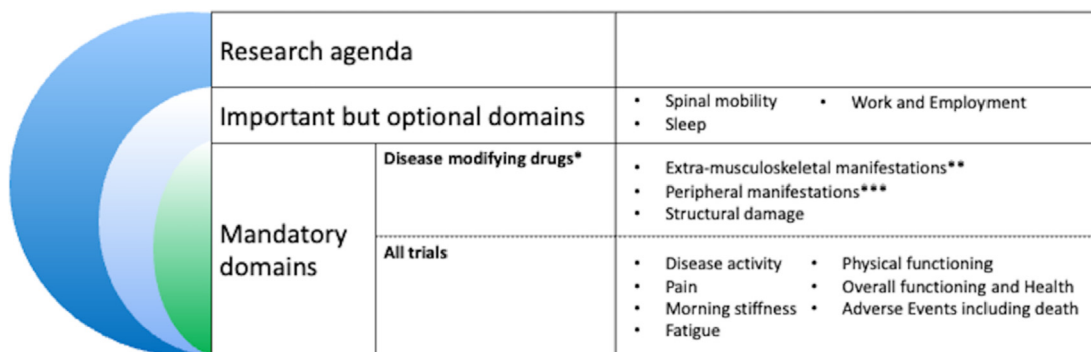 Research agenda
Important but optional domains
• Spinal mobility • Work and Employment
• Sleep
Mandatory domains
Disease modifying drugs*
• Extra-musculoskeletal manifestations**
• Peripheral manifestations***
• Structural damage
All trials
• Disease activity • Physical functioning
• Pain • Overall functioning and Health
• Morning stiffness • Adverse Events including death
• Fatigue